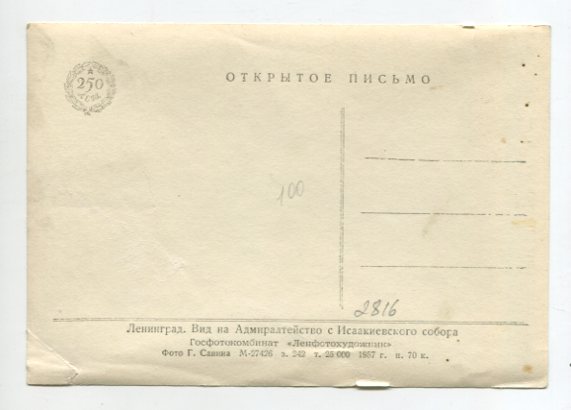 250
ЛЕТ
ОТКРЫТОЕ ПИСЬМО
100
2816
Ленинград. Вид на Адмиралтейство с Исаакиевского собора
Госфотокомбинат «Ленфотохудожник»
Фото Г. Савина М-27426 з. 242 т. 25 000 1957 г. ц. 70 к.